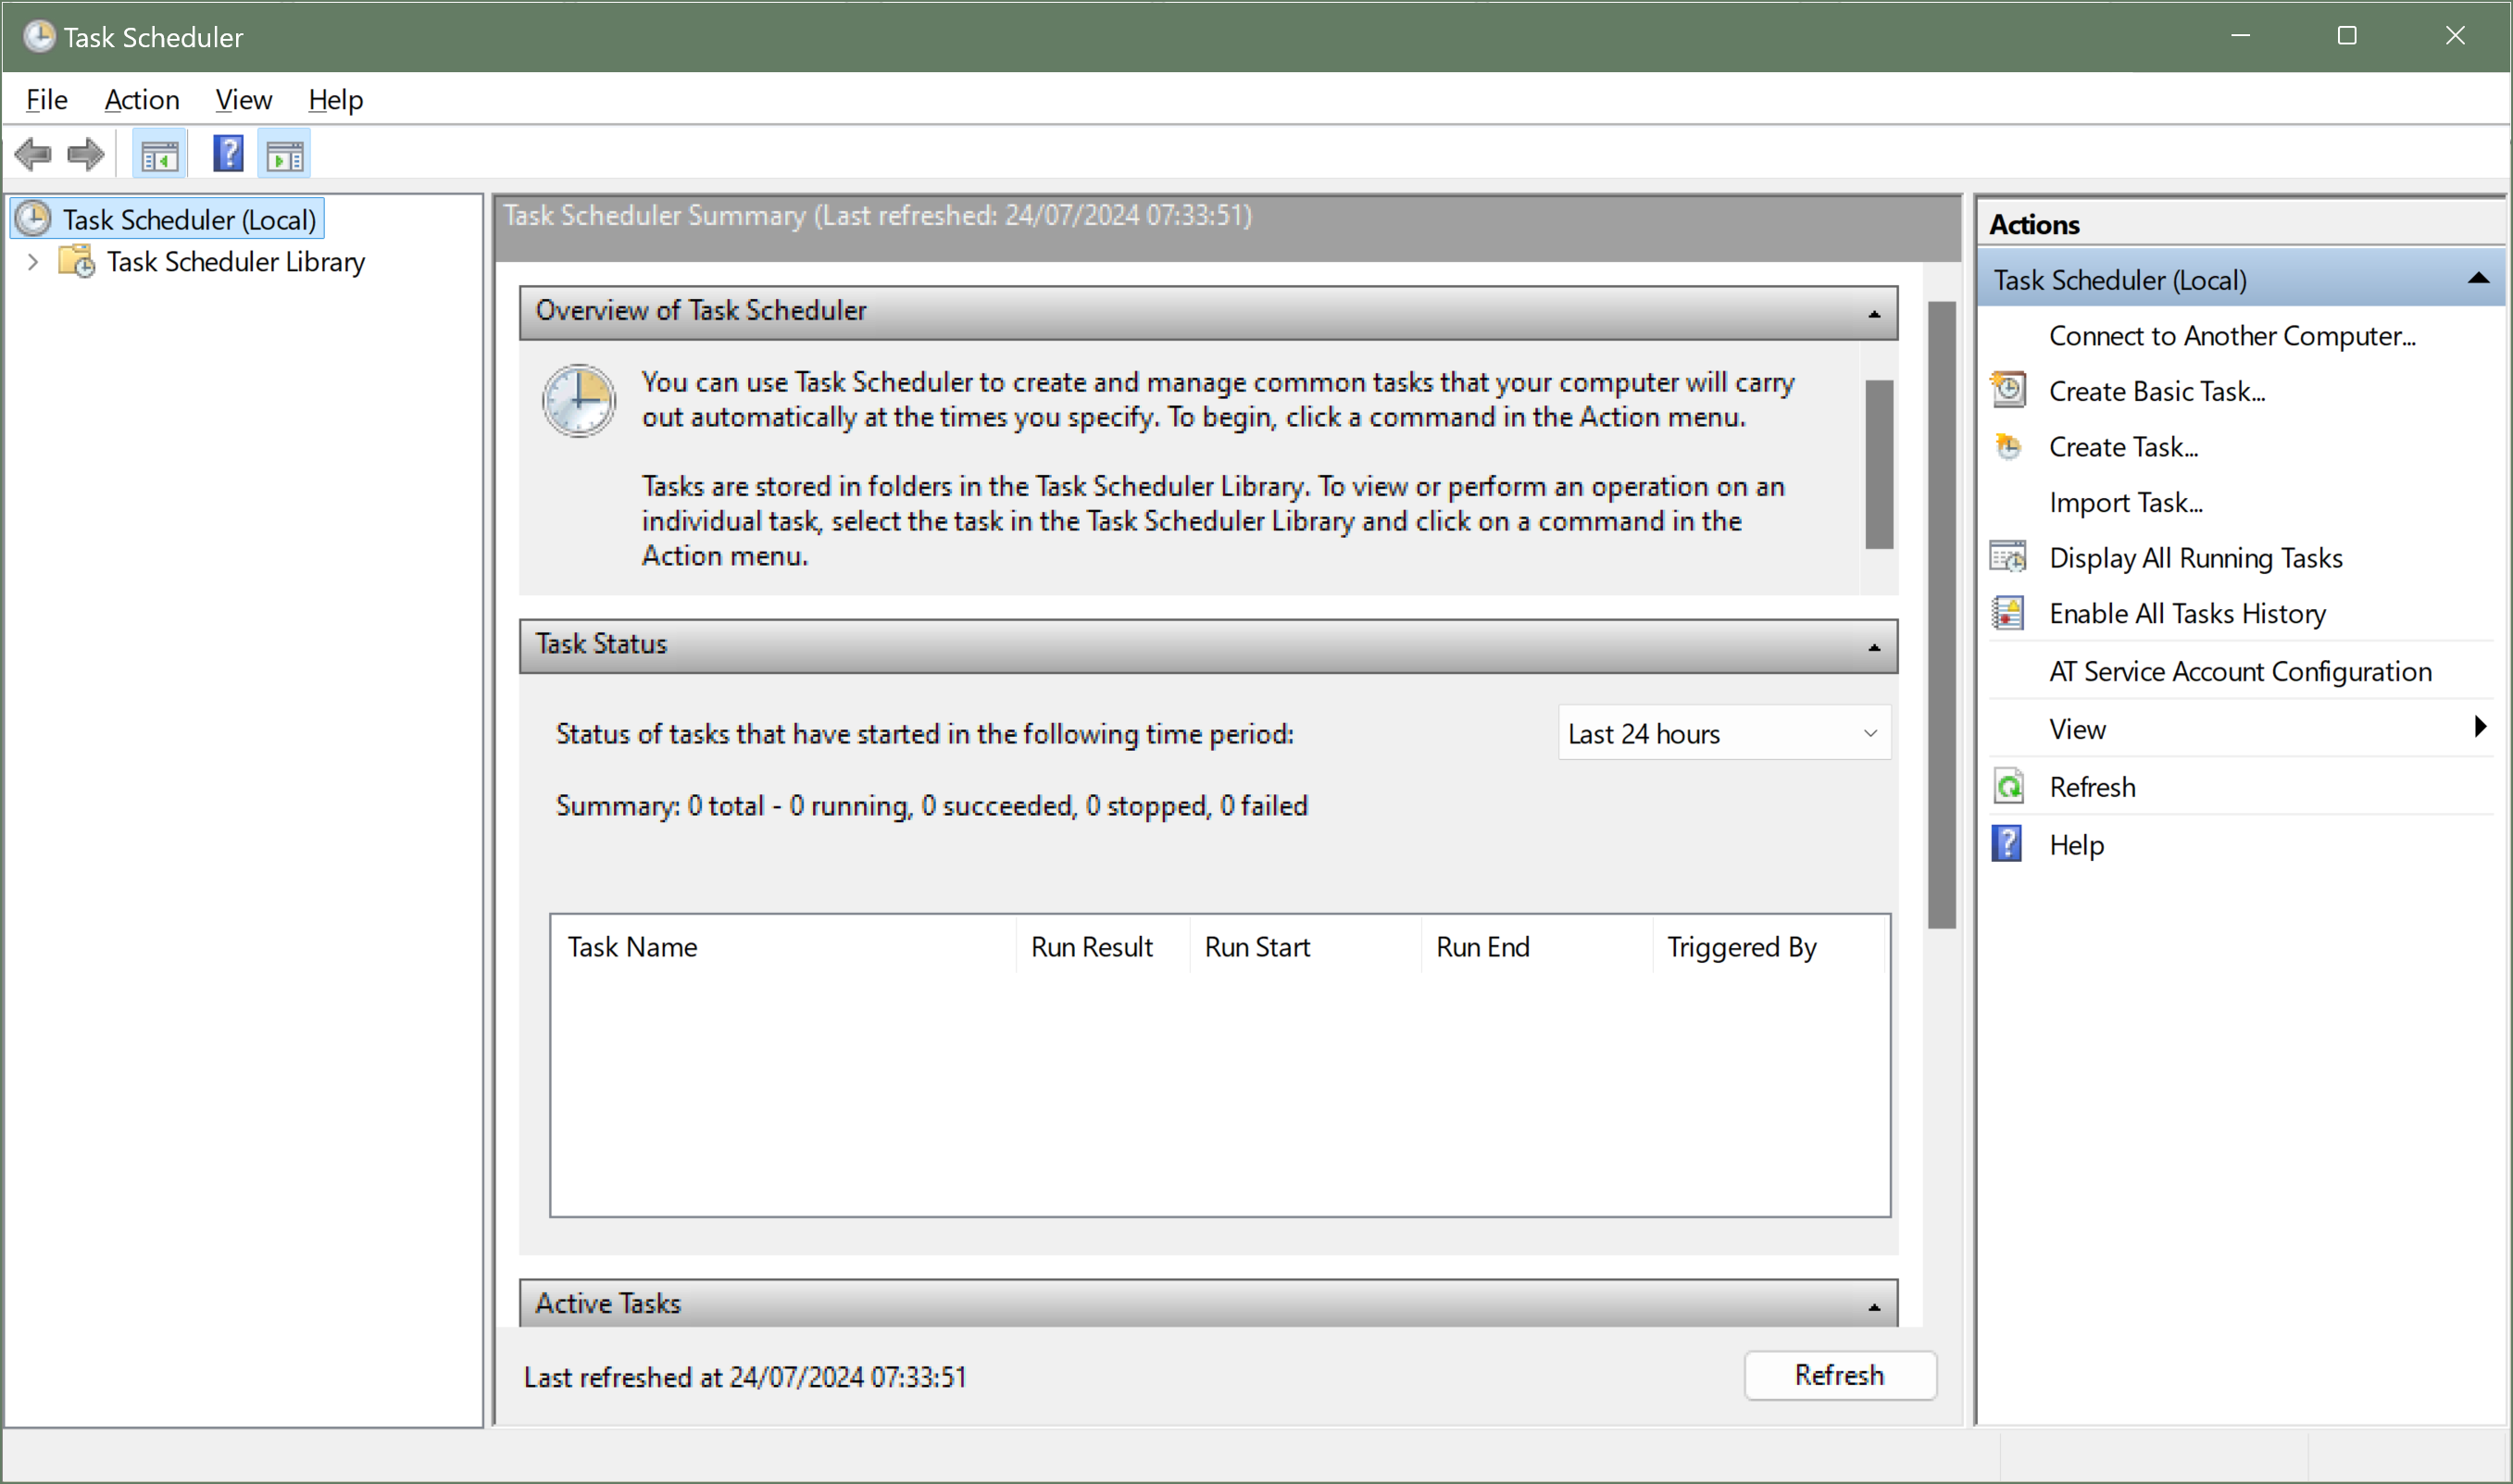 Task Scheduler
File Action View Help
Task Scheduler (Local)
Task Scheduler Library
Task Scheduler Summary (Last refreshed: 24/07/2024 07:33:51)
Overview of Task Scheduler
You can use Task Scheduler to create and manage common tasks that your computer will carry
out automatically at the times you specify. To begin, click a command in the Action menu.
Tasks are stored in folders in the Task Scheduler Library. To view or perform an operation on an
individual task, select the task in the Task Scheduler Library and click on a command in the
Action menu.
Task Status
Status of tasks that have started in the following time period:
Last 24 hours
Summary: 0 total - 0 running, 0 succeeded, 0 stopped, 0 failed
Task Name Run Result Run Start Run End Triggered By
Active Tasks
Last refreshed at 24/07/2024 07:33:51
Refresh
Actions
Task Scheduler (Local)
Connect to Another Computer...
Create Basic Task...
Create Task...
Import Task...
Display All Running Tasks
Enable All Tasks History
AT Service Account Configuration
View
Refresh
Help